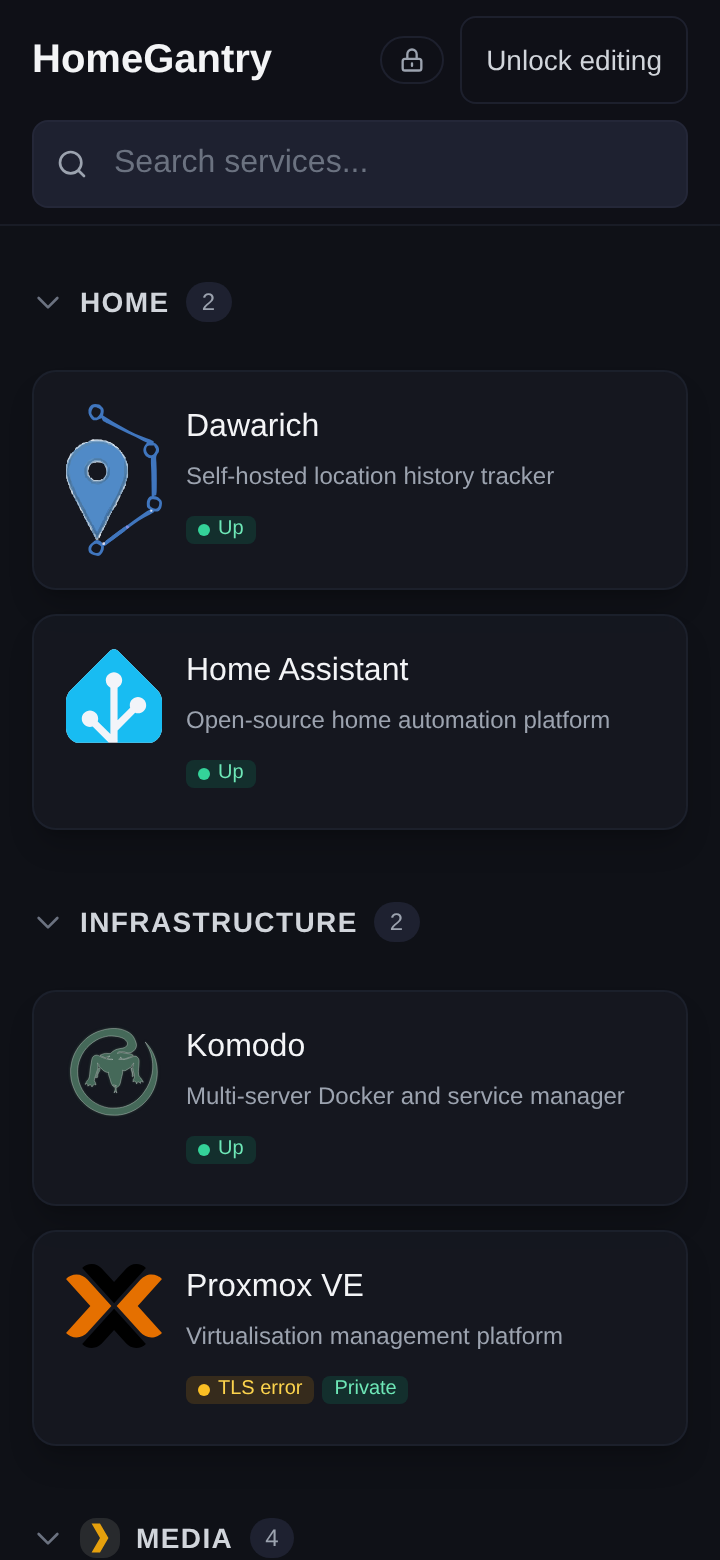 HomeGantry
Unlock editing
Search services...
HOME 2
Dawarich
Self-hosted location history tracker
Up
Home Assistant
Open-source home automation platform
Up
INFRASTRUCTURE 2
Komodo
Multi-server Docker and service manager
Up
Proxmox VE
Virtualisation management platform
TLS error Private
MEDIA 4